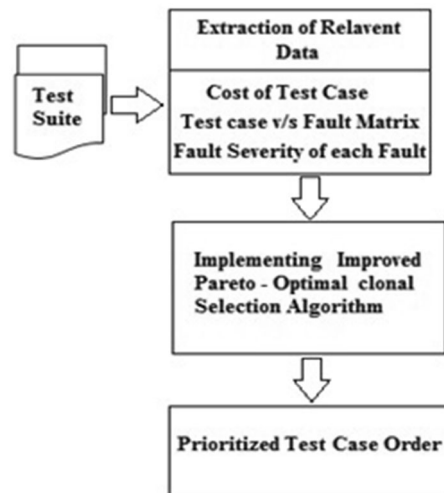 Test
Suite
Extraction of Relavent
Data
Cost of Test Case
Test case v/s Fault Matrix
Fault Severity of each Fault
Implementing Improved
Pareto - Optimal clonal
Selection Algorithm
Prioritized Test Case Order